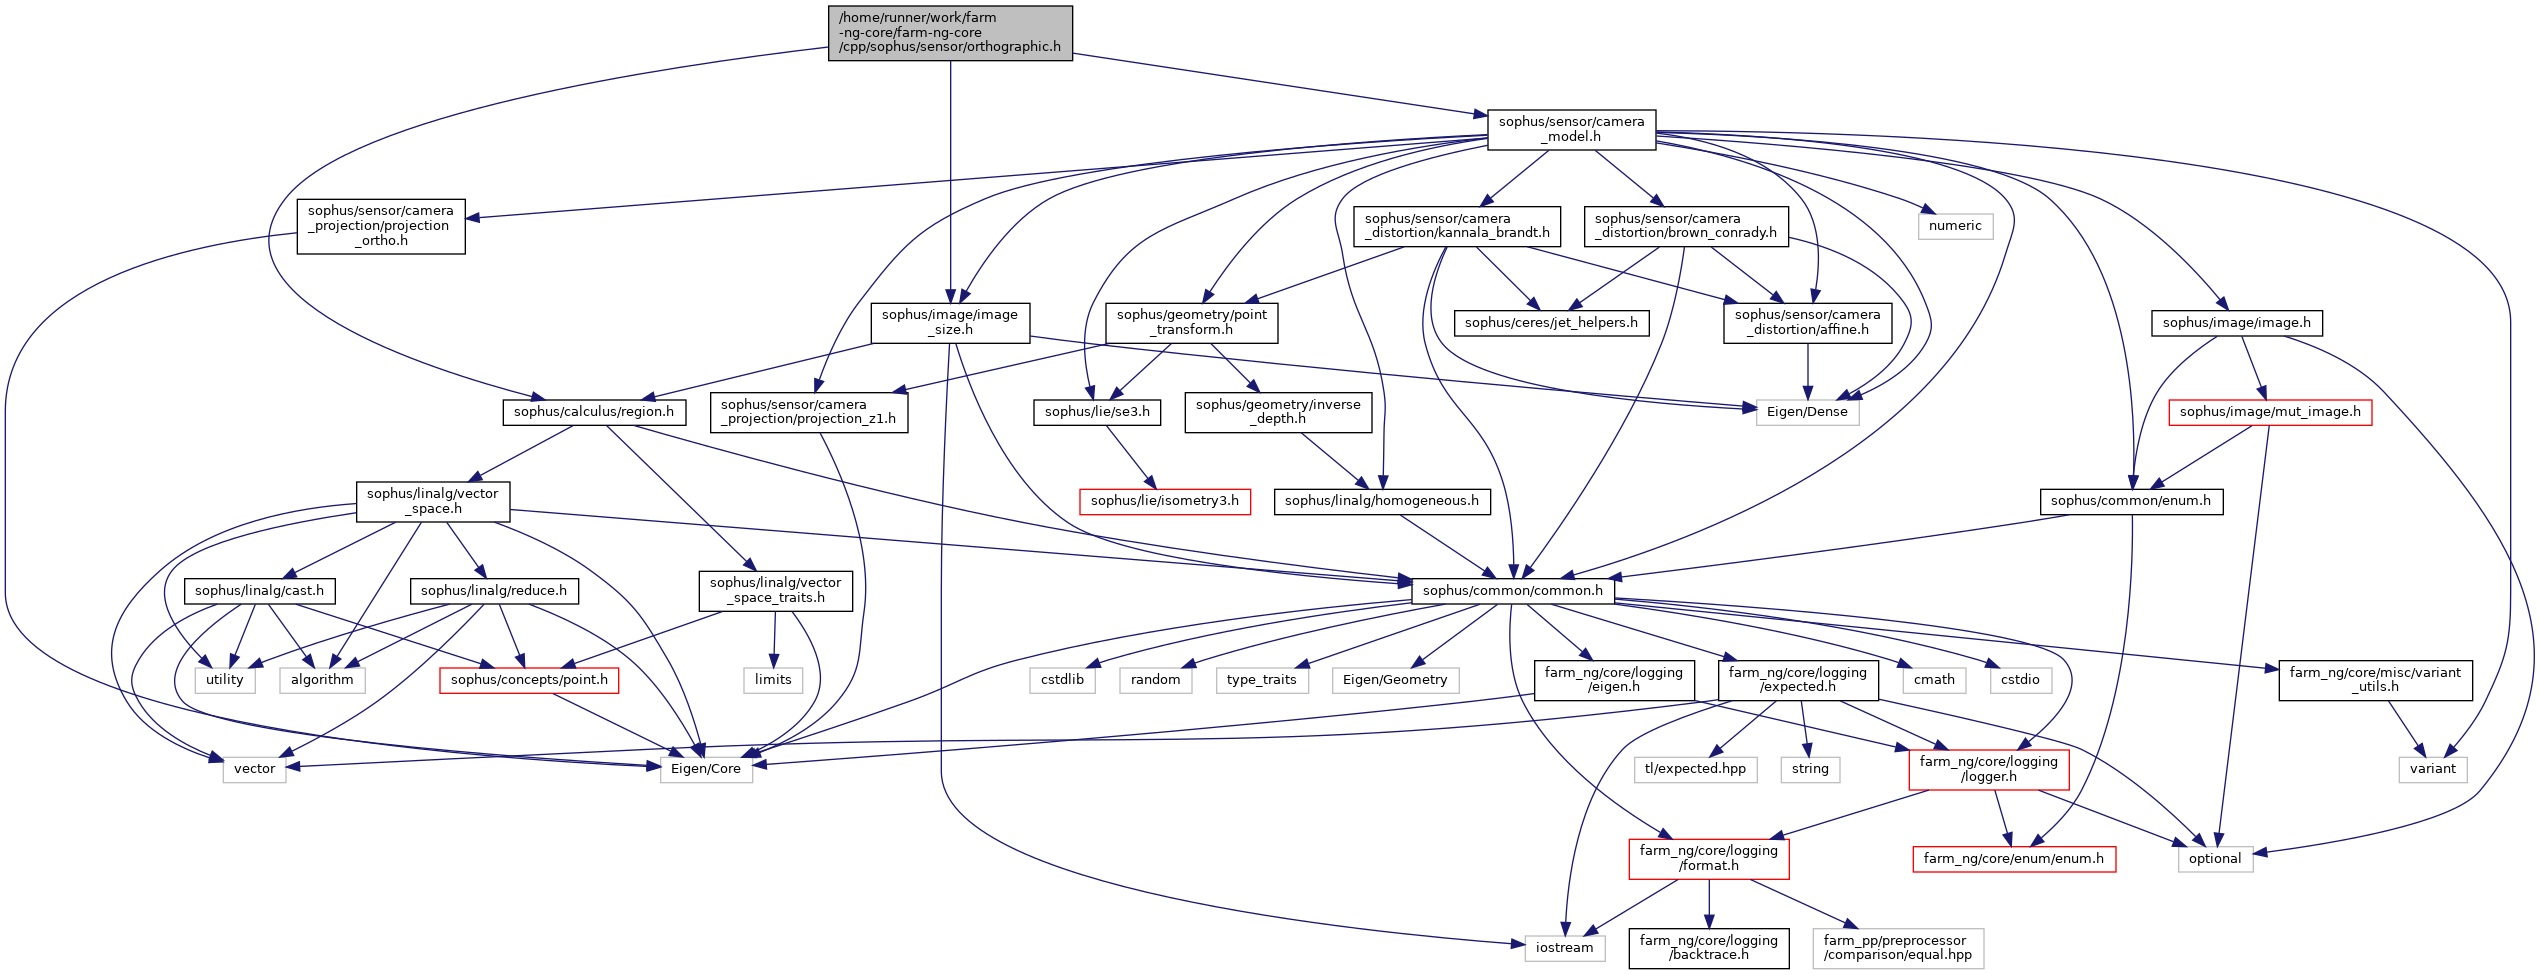 /home/runner/work/farm
-ng-core/farm-ng-core
/cpp/sophus/sensor/orthographic.h
sophus/sensor/camera
_model.h
sophus/sensor/camera
_projection/projection
_ortho.h
sophus/sensor/camera
_distortion/kannala_brandt.h
sophus/sensor/camera
_distortion/brown_conrady.h
numeric
sophus/image/image
_size.h
sophus/geometry/point
_transform.h
sophus/ceres/jet_helpers.h
sophus/sensor/camera
_distortion/affine.h
sophus/image/image.h
sophus/calculus/region.h
sophus/sensor/camera
_projection/projection_z1.h
sophus/lie/se3.h
sophus/geometry/inverse
_depth.h
Eigen/Dense
sophus/image/mut_image.h
sophus/linalg/vector
_space.h
sophus/lie/isometry3.h
sophus/linalg/homogeneous.h
sophus/common/enum.h
sophus/linalg/cast.h
sophus/linalg/reduce.h
sophus/linalg/vector
_space_traits.h
sophus/common/common.h
utility
algorithm
sophus/concepts/point.h
limits
cstdlib
random
type_traits
Eigen/Geometry
farm_ng/core/logging
/eigen.h
farm_ng/core/logging
/expected.h
cmath
cstdio
farm_ng/core/misc/variant
_utils.h
vector
Eigen/Core
tl/expected.hpp
string
farm_ng/core/logging
/logger.h
variant
farm_ng/core/logging
/format.h
farm_ng/core/enum/enum.h
optional
iostream
farm_ng/core/logging
/backtrace.h
farm_pp/preprocessor
/comparison/equal.hpp